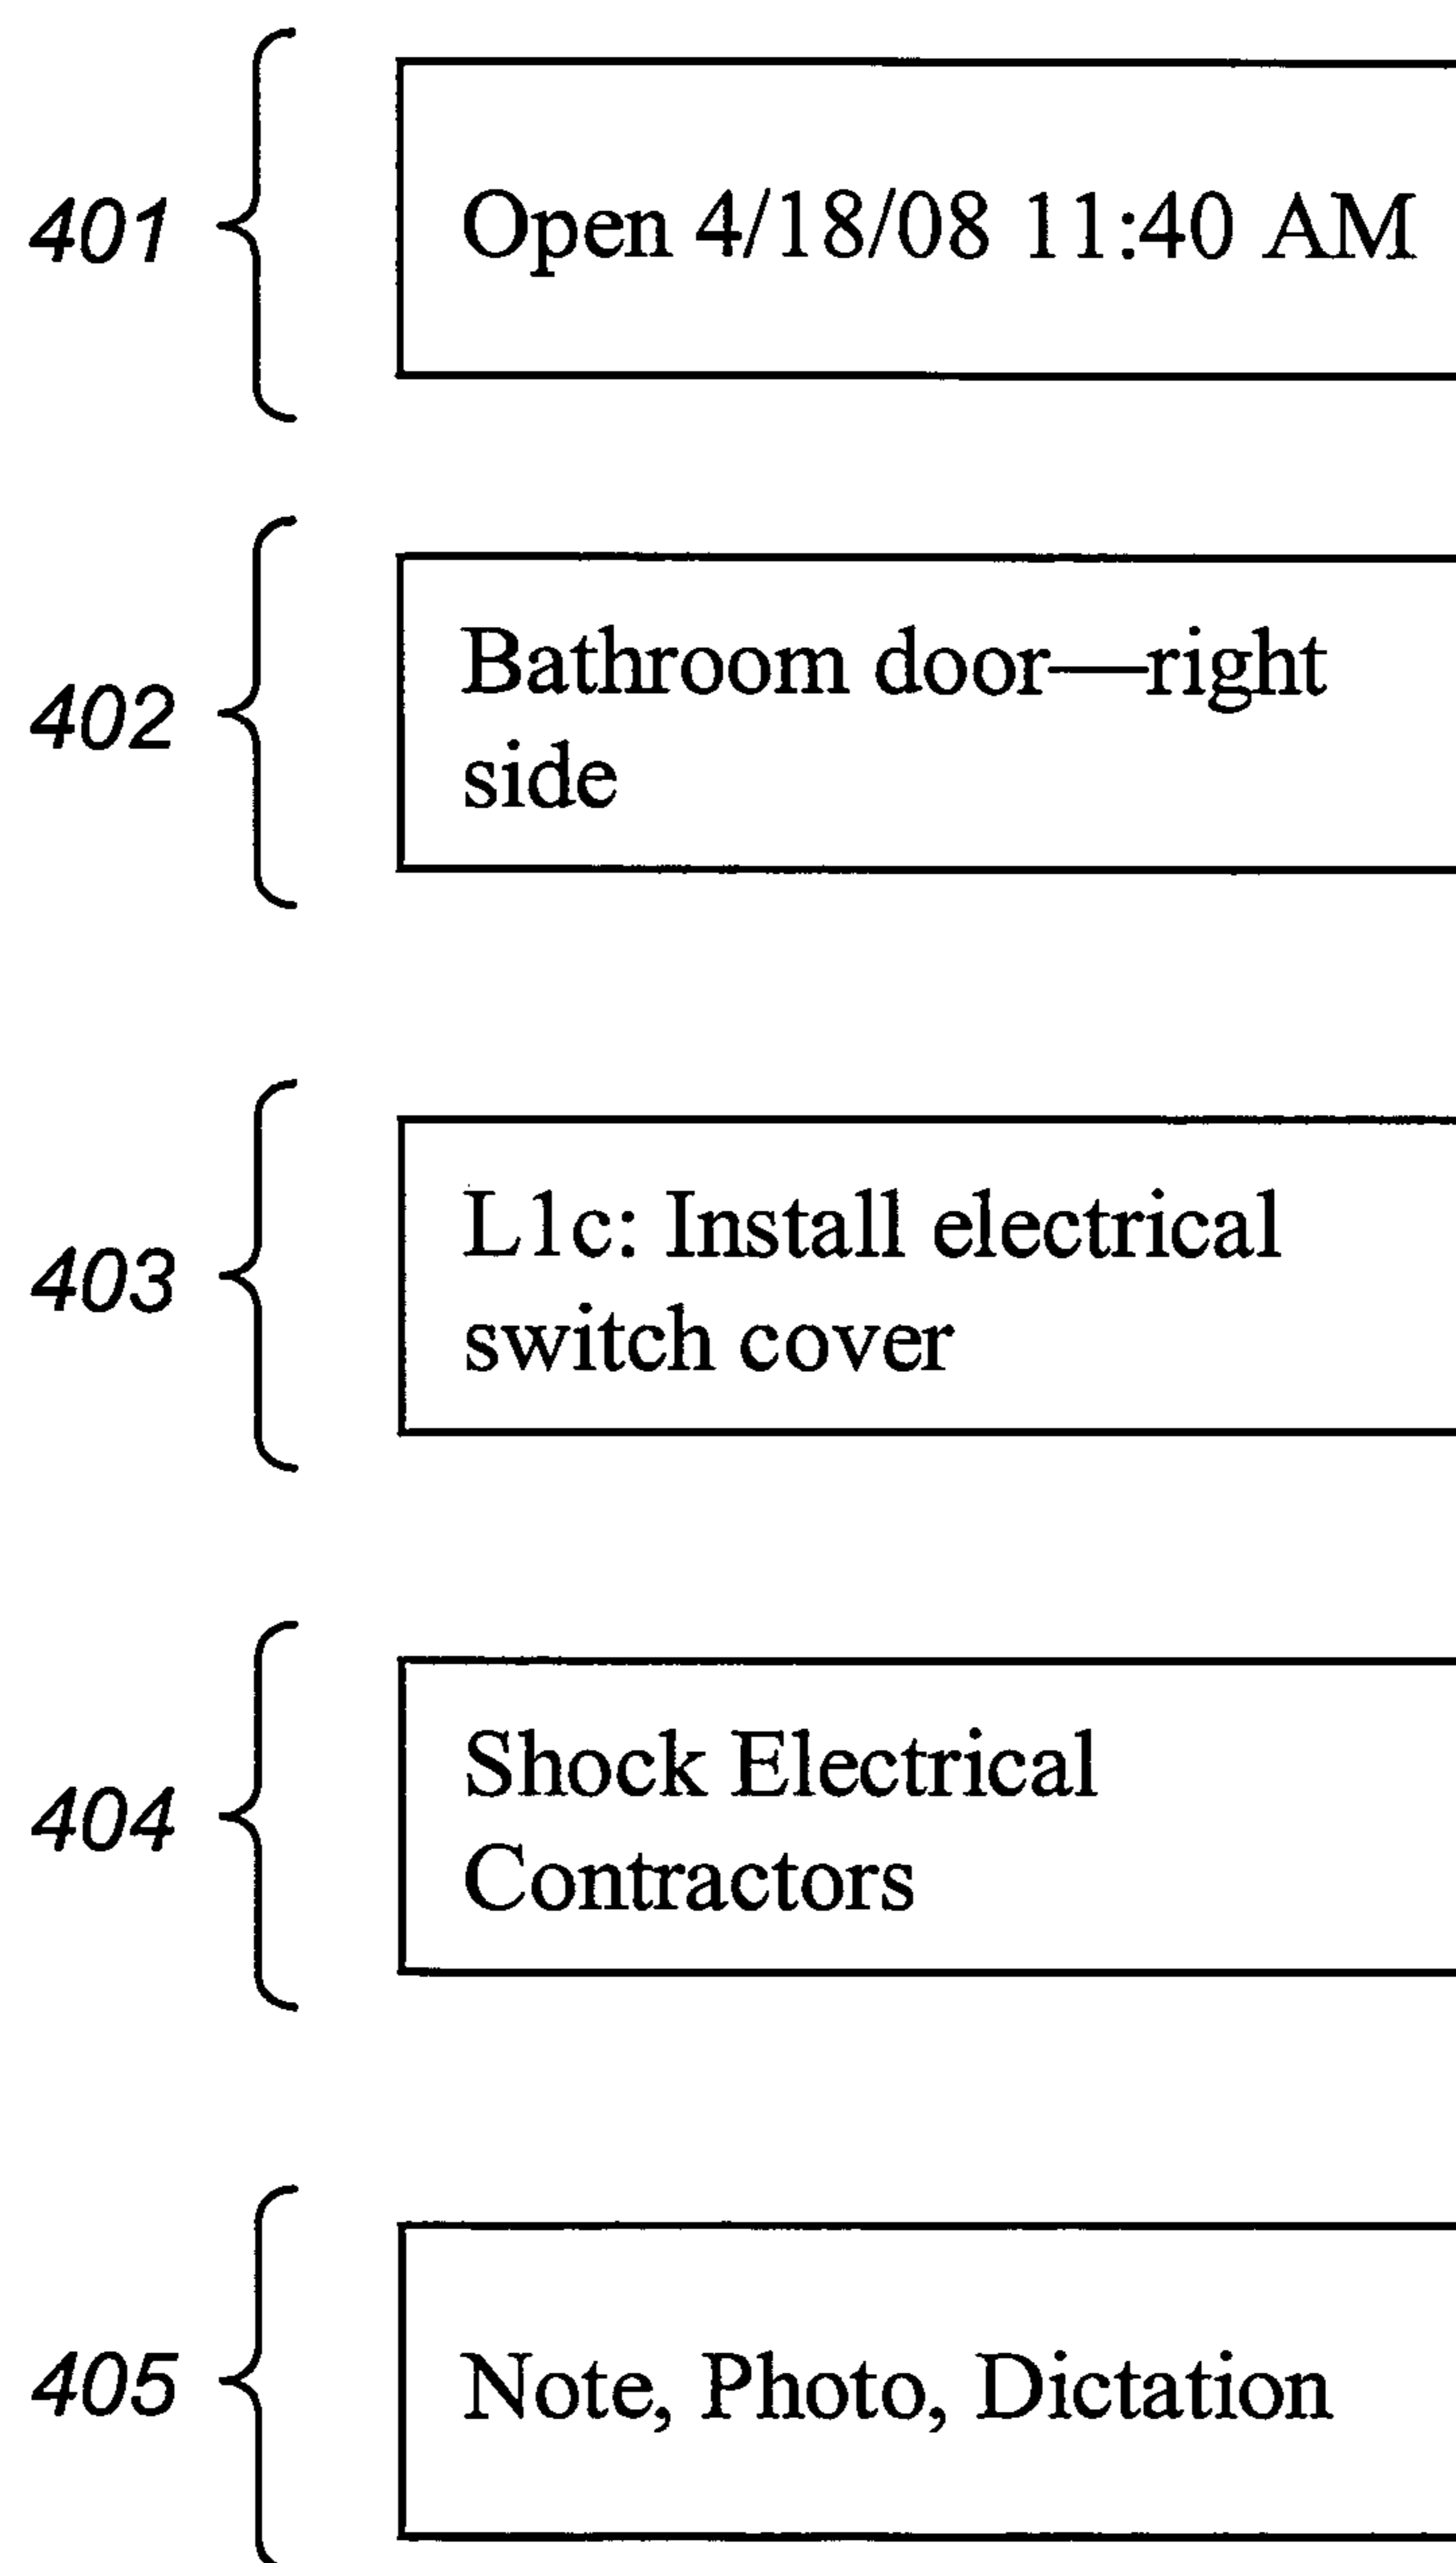 401 Open 4/18/08 11:40 AM
402 Bathroom door—right
side
403 L1c: Install electrical
switch cover
404 Shock Electrical
Contractors
405 Note, Photo, Dictation